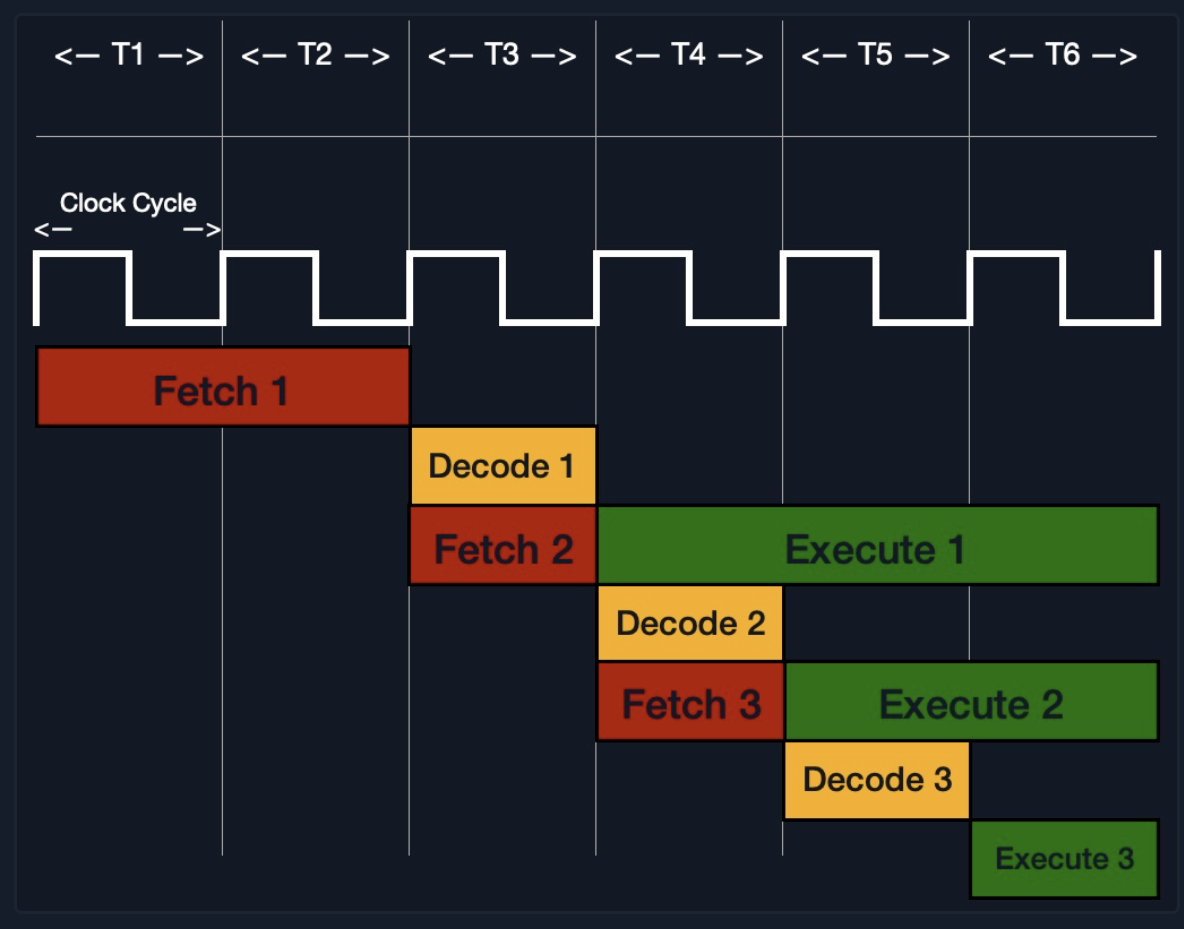 <— T1 —> <— T2 —> <— T3 —> <— T4 —> <— T5 —> <— T6 —>
Clock Cycle
<— —>
Fetch 1
Decode 1
Fetch 2 Execute 1
Decode 2
Fetch 3 Execute 2
Decode 3
Execute 3